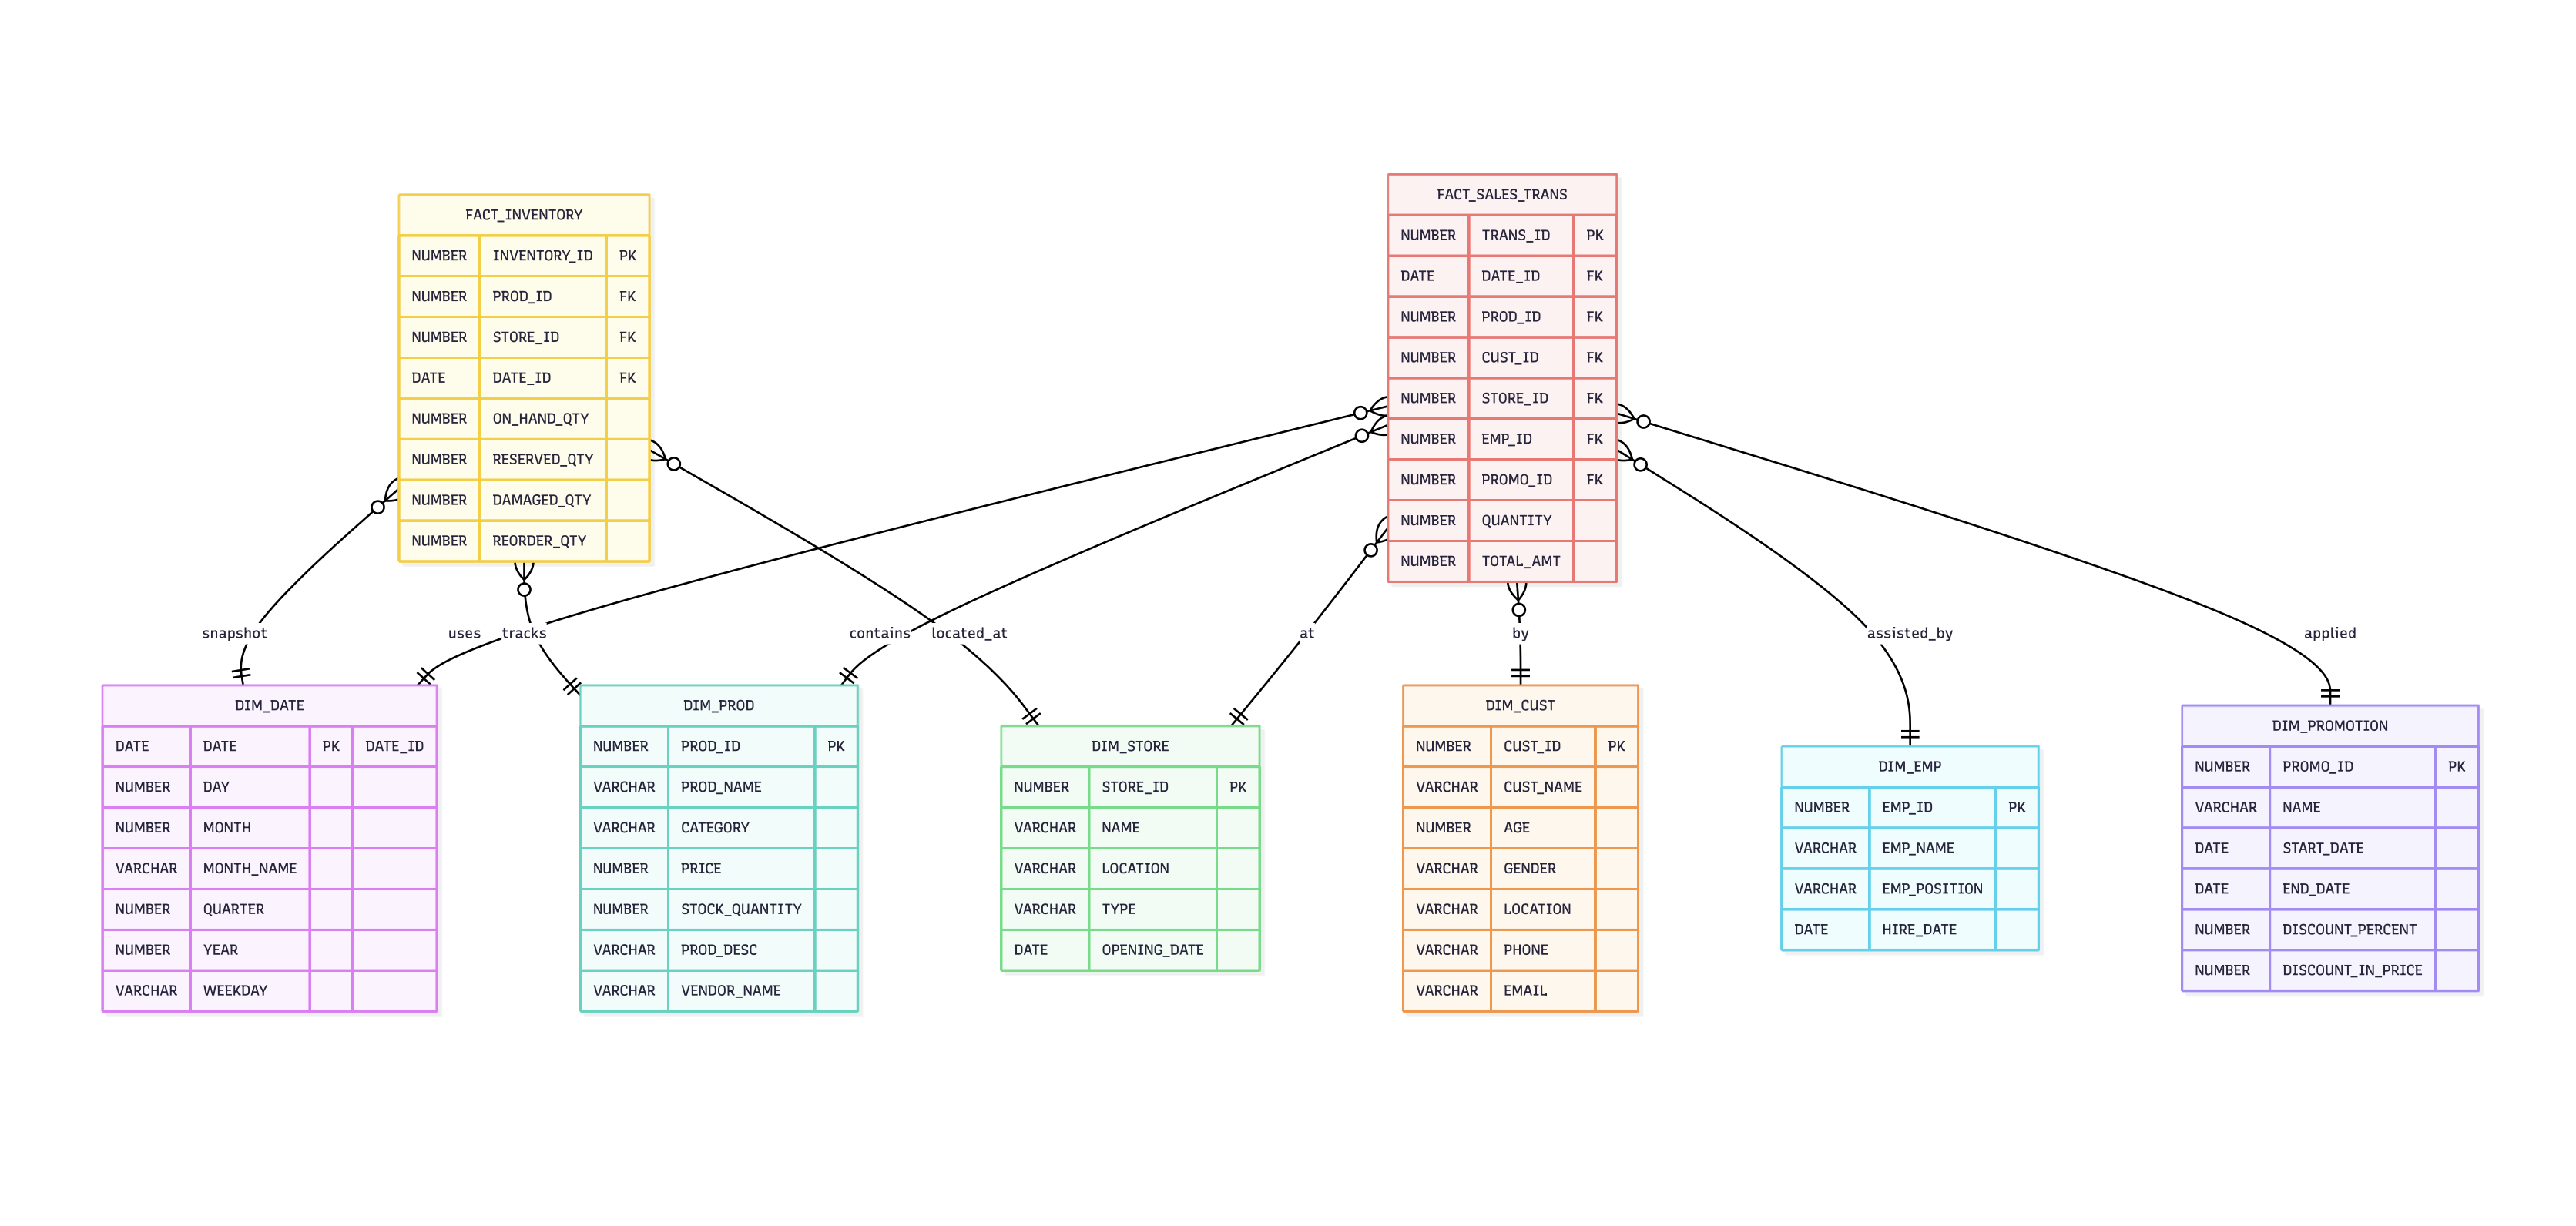 FACT_INVENTORY
NUMBER INVENTORY_ID PK
NUMBER PROD_ID FK
NUMBER STORE_ID FK
DATE DATE_ID FK
NUMBER ON_HAND_QTY
NUMBER RESERVED_QTY
NUMBER DAMAGED_QTY
NUMBER REORDER_QTY
FACT_SALES_TRANS
NUMBER TRANS_ID PK
DATE DATE_ID FK
NUMBER PROD_ID FK
NUMBER CUST_ID FK
NUMBER STORE_ID FK
NUMBER EMP_ID FK
NUMBER PROMO_ID FK
NUMBER QUANTITY
NUMBER TOTAL_AMT
snapshot
uses
tracks
contains
located_at
at
by
assisted_by
applied
DIM_DATE
DATE DATE PK DATE_ID
NUMBER DAY
NUMBER MONTH
VARCHAR MONTH_NAME
NUMBER QUARTER
NUMBER YEAR
VARCHAR WEEKDAY
DIM_PROD
NUMBER PROD_ID PK
VARCHAR PROD_NAME
VARCHAR CATEGORY
NUMBER PRICE
NUMBER STOCK_QUANTITY
VARCHAR PROD_DESC
VARCHAR VENDOR_NAME
DIM_STORE
NUMBER STORE_ID PK
VARCHAR NAME
VARCHAR LOCATION
VARCHAR TYPE
DATE OPENING_DATE
DIM_CUST
NUMBER CUST_ID PK
VARCHAR CUST_NAME
NUMBER AGE
VARCHAR GENDER
VARCHAR LOCATION
VARCHAR PHONE
VARCHAR EMAIL
DIM_EMP
NUMBER EMP_ID PK
VARCHAR EMP_NAME
VARCHAR EMP_POSITION
DATE HIRE_DATE
DIM_PROMOTION
NUMBER PROMO_ID PK
VARCHAR NAME
DATE START_DATE
DATE END_DATE
NUMBER DISCOUNT_PERCENT
NUMBER DISCOUNT_IN_PRICE